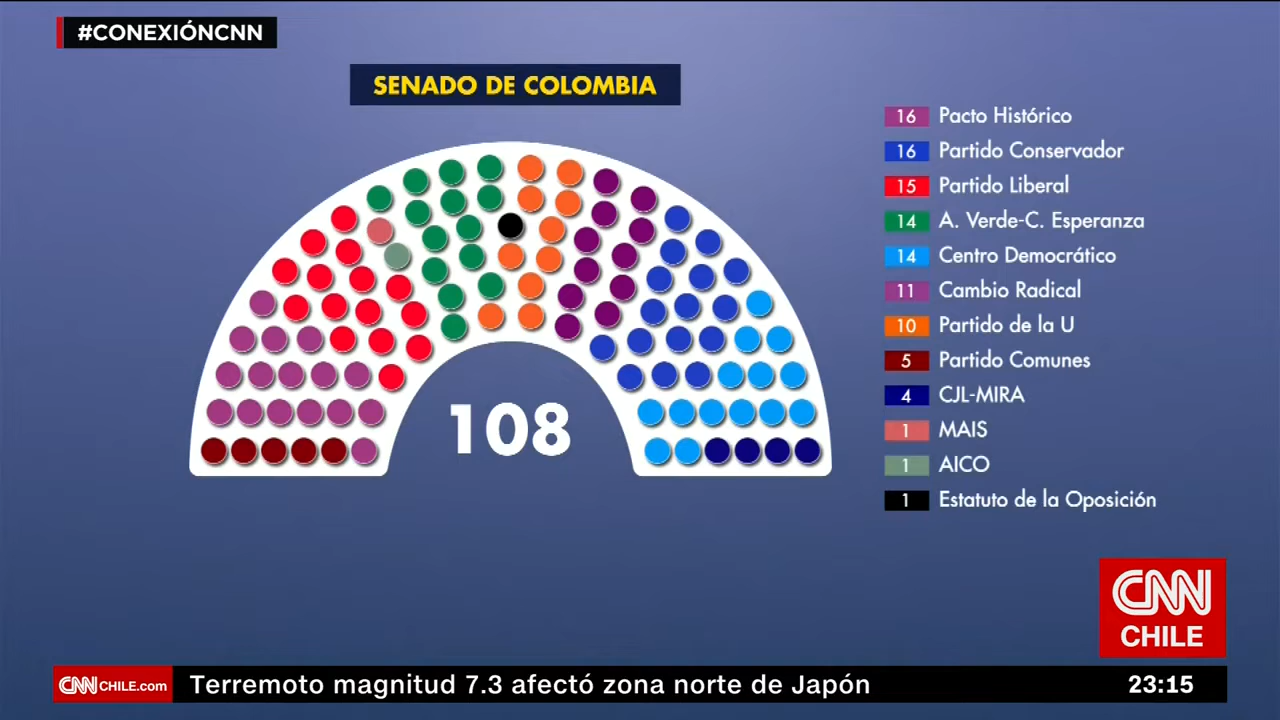 #CONEXIÓNCNN
SENADO DE COLOMBIA
16 Pacto Histórico
16 Partido Conservador
15 Partido Liberal
14 A. Verde-C. Esperanza
14 Centro Democrático
11 Cambio Radical
10 Partido de la U
5 Partido Comunes
4 CJL-MIRA
1 MAIS
1 AICO
1 Estatuto de la Oposición
108
CNN
CHILE
CNNCHILE.com Terremoto magnitud 7.3 afectó zona norte de Japón 23:15